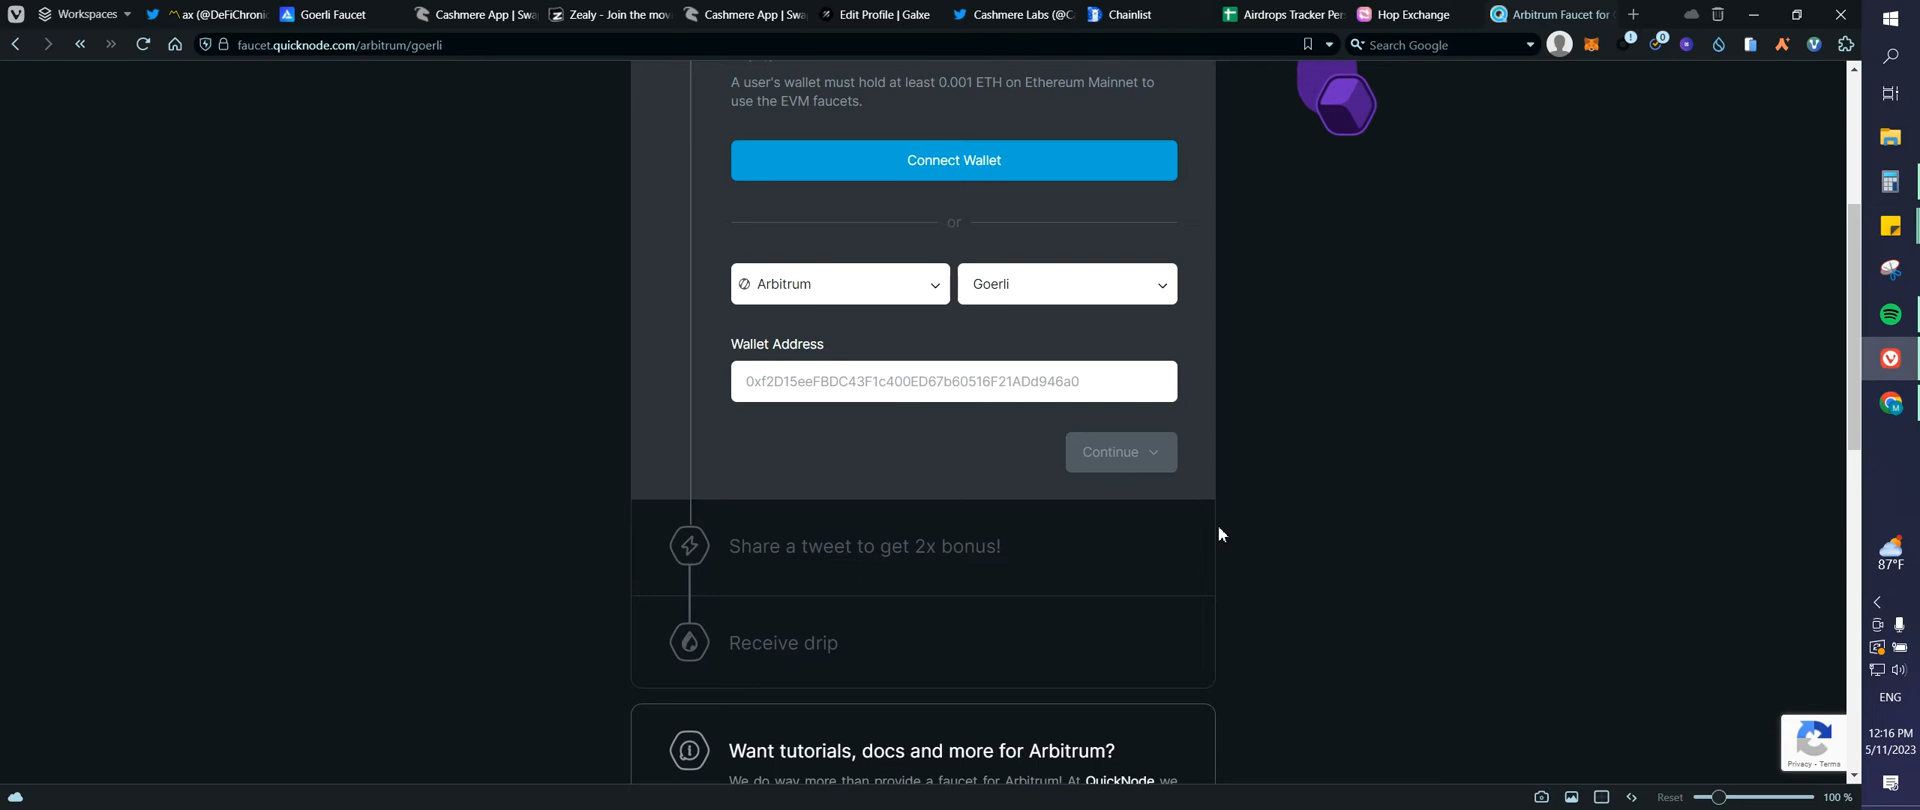 Workspaces
ax (@DeFiChronic
Goerli Faucet
Cashmere App | Swa
Zealy - Join the mov
Cashmere App | Swap
Edit Profile | Galxe
Cashmere Labs (@Ca
Chainlist
Airdrops Tracker Per
Hop Exchange
Arbitrum Faucet for
faucet.quicknode.com/arbitrum/goerli
Search Google
A user's wallet must hold at least 0.001 ETH on Ethereum Mainnet to
use the EVM faucets.
Connect Wallet
or
Arbitrum
Goerli
Wallet Address
0xf2D15eeFBDC43F1c400ED67b60516F21ADd946a0
Continue
Share a tweet to get 2x bonus!
Receive drip
Want tutorials, docs and more for Arbitrum?
We do way more than provide a faucet for Arbitrum! At QuickNode we
Privacy - Terms
87°F
ENG
12:16 PM
5/11/2023
Reset
100 %